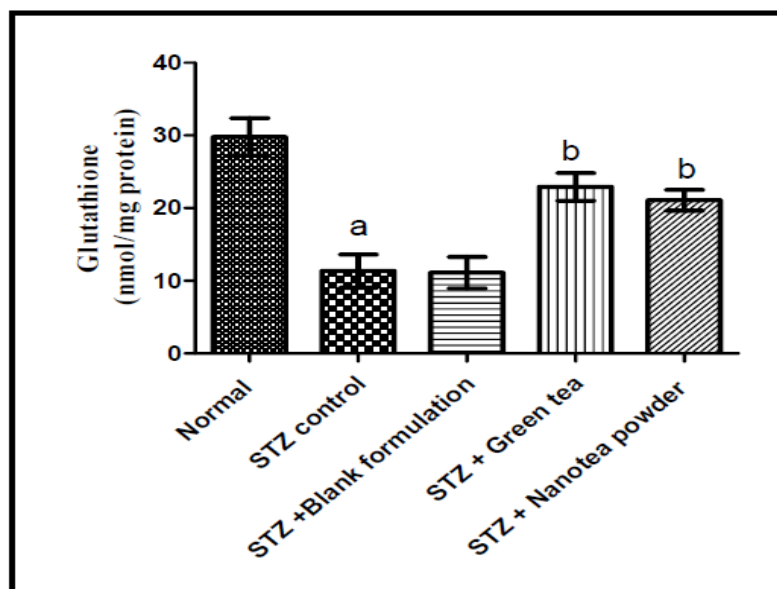 Glutathione
(nmol/mg protein)
40
30
20
10
0
a
b
b
Normal
STZ control
STZ +Blank formulation
STZ + Green tea
STZ + Nanotea powder